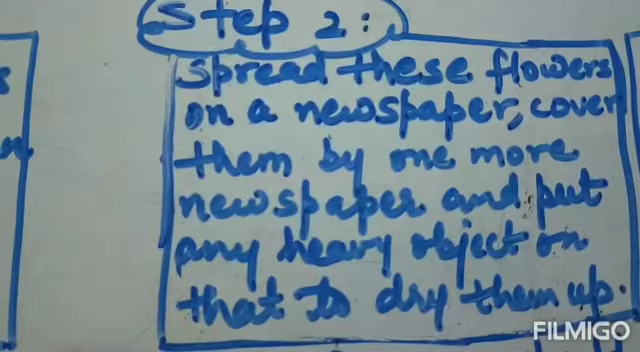 Step 2:
spread these flowers
on a newspaper, cover
them by one more
newspaper and put
any heavy object on
that to dry them up.
FILMIGO